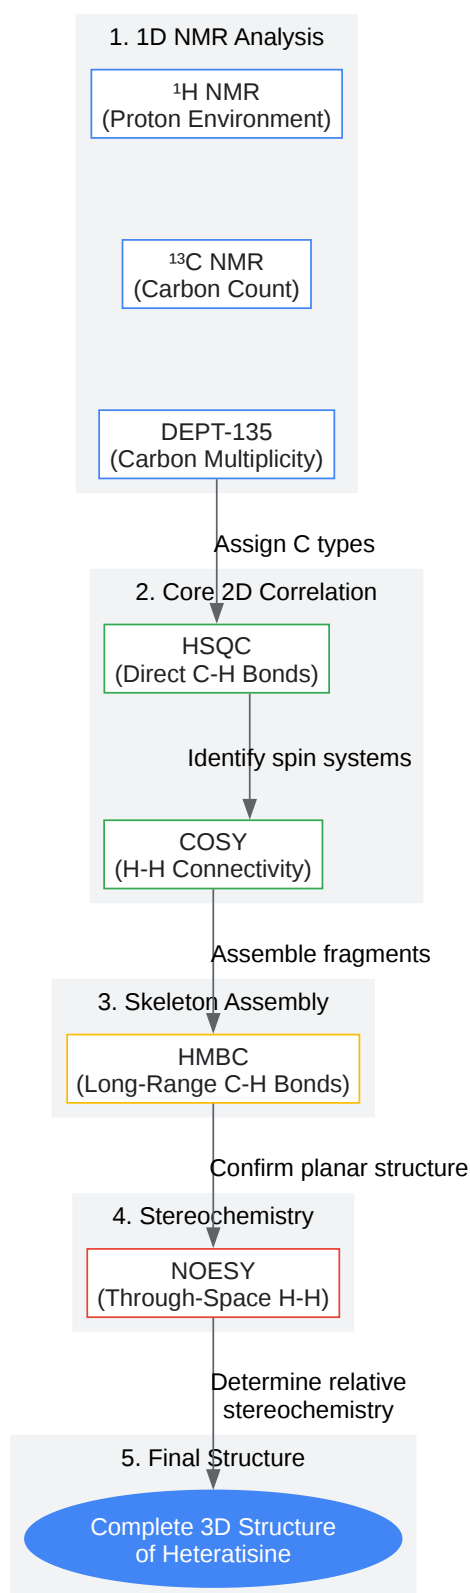 1. 1D NMR Analysis
¹H NMR
(Proton Environment)
¹³C NMR
(Carbon Count)
DEPT-135
(Carbon Multiplicity)
Assign C types
2. Core 2D Correlation
HSQC
(Direct C-H Bonds)
Identify spin systems
COSY
(H-H Connectivity)
Assemble fragments
3. Skeleton Assembly
HMBC
(Long-Range C-H Bonds)
Confirm planar structure
4. Stereochemistry
NOESY
(Through-Space H-H)
Determine relative
stereochemistry
5. Final Structure
Complete 3D Structure
of Heteratisine